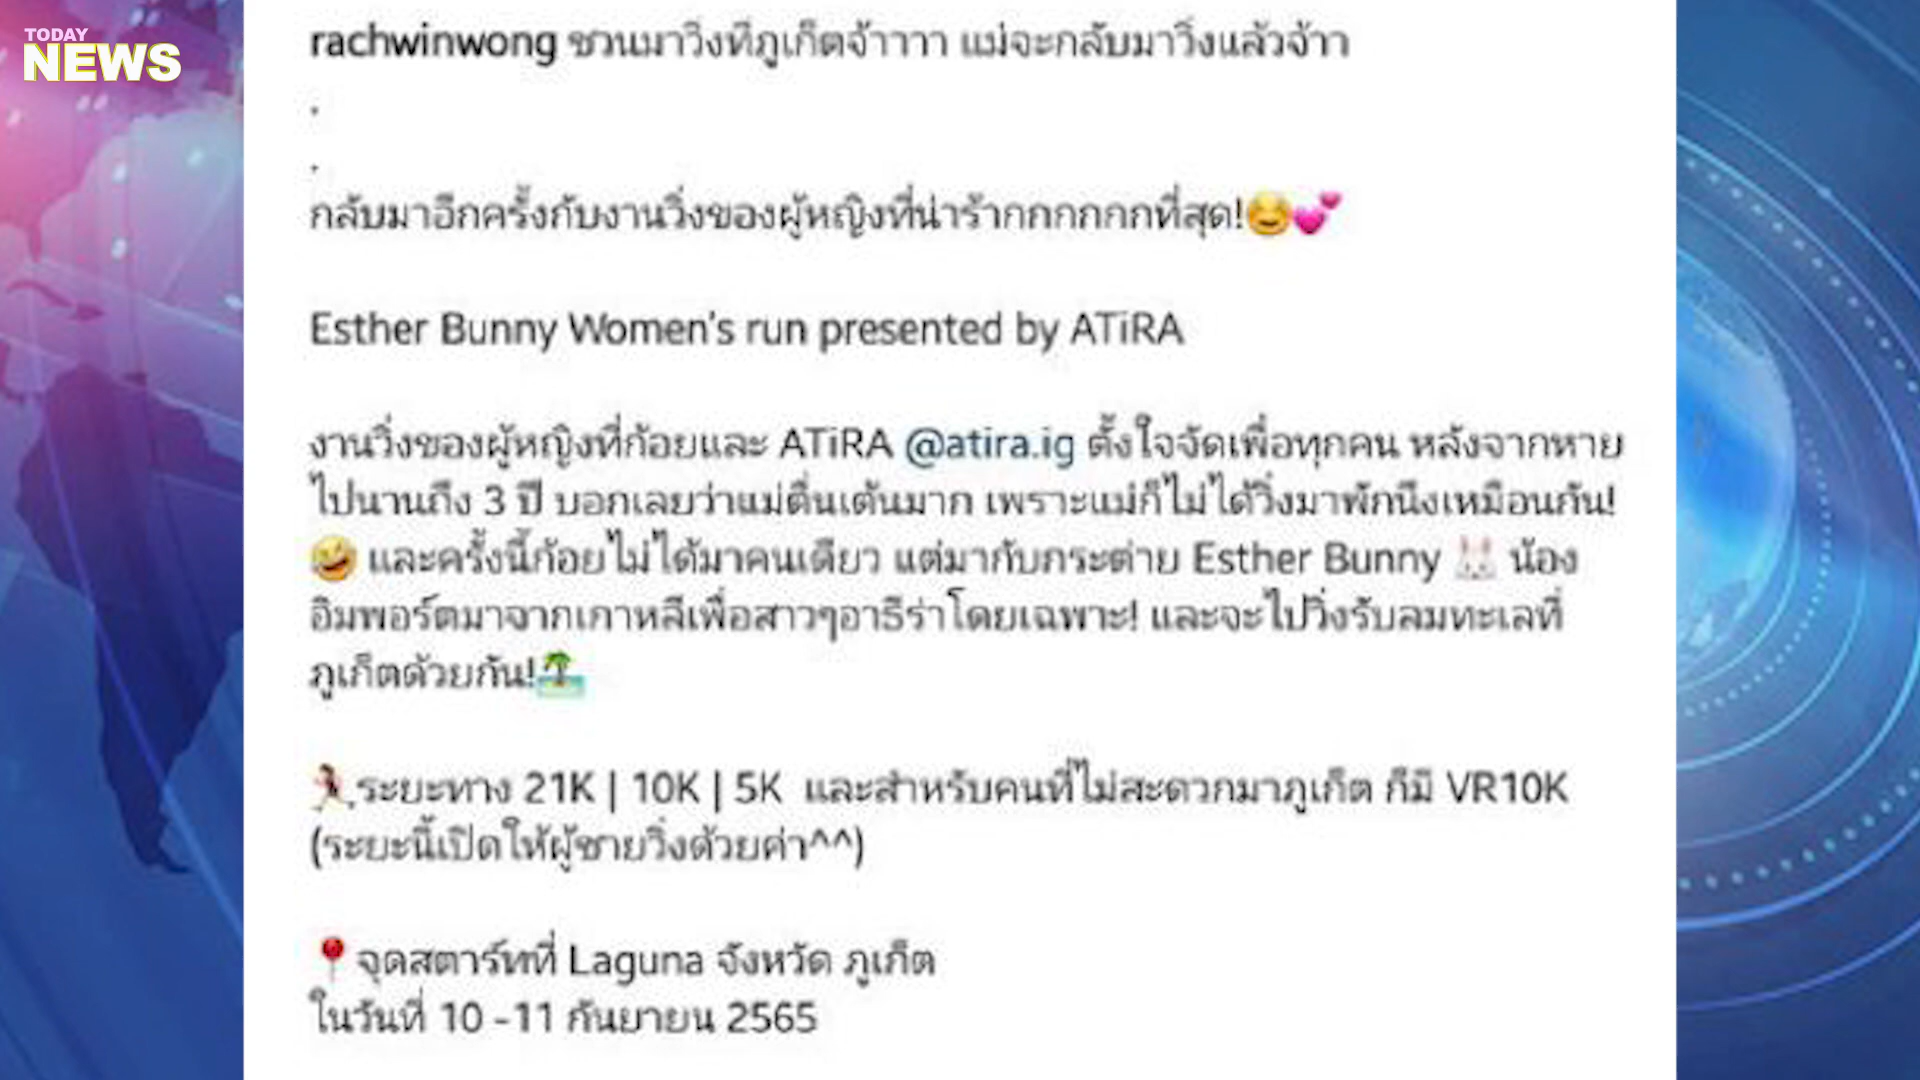 TODAY
NEWS
rachwinwong ชวนมาวิ่งที่ภูเก็ตจ้าาาา แม่จะกลับมาวิ่งแล้วจ้าา
.
.
กลับมาอีกครั้งกับงานวิ่งของผู้หญิงที่น่าร้ากกกกกกที่สุด!😊💕
Esther Bunny Women's run presented by ATiRA
งานวิ่งของผู้หญิงที่ก้อยและ ATiRA @atira.ig ตั้งใจจัดเพื่อทุกคน หลังจากหาย
ไปนานถึง 3 ปี บอกเลยว่าแม่ตื่นเต้นมาก เพราะแม่ก็ไม่ได้วิ่งมาพักนึงเหมือนกัน!
🤣 และครั้งนี้ก้อยไม่ได้มาคนเดียว แต่มากับกระต่าย Esther Bunny 🐰 น้อง
อิมพอร์ตมาจากเกาหลีเพื่อสาวๆอาธีร่าโดยเฉพาะ! และจะไปวิ่งรับลมทะเลที่
ภูเก็ตด้วยกัน!🏝
🏃‍♀️ระยะทาง 21K | 10K | 5K และสำหรับคนที่ไม่สะดวกมาภูเก็ต ก็มี VR10K
(ระยะนี้เปิดให้ผู้ชายวิ่งด้วยค่า^^)
📍จุดสตาร์ทที่ Laguna จังหวัด ภูเก็ต
ในวันที่ 10 -11 กันยายน 2565